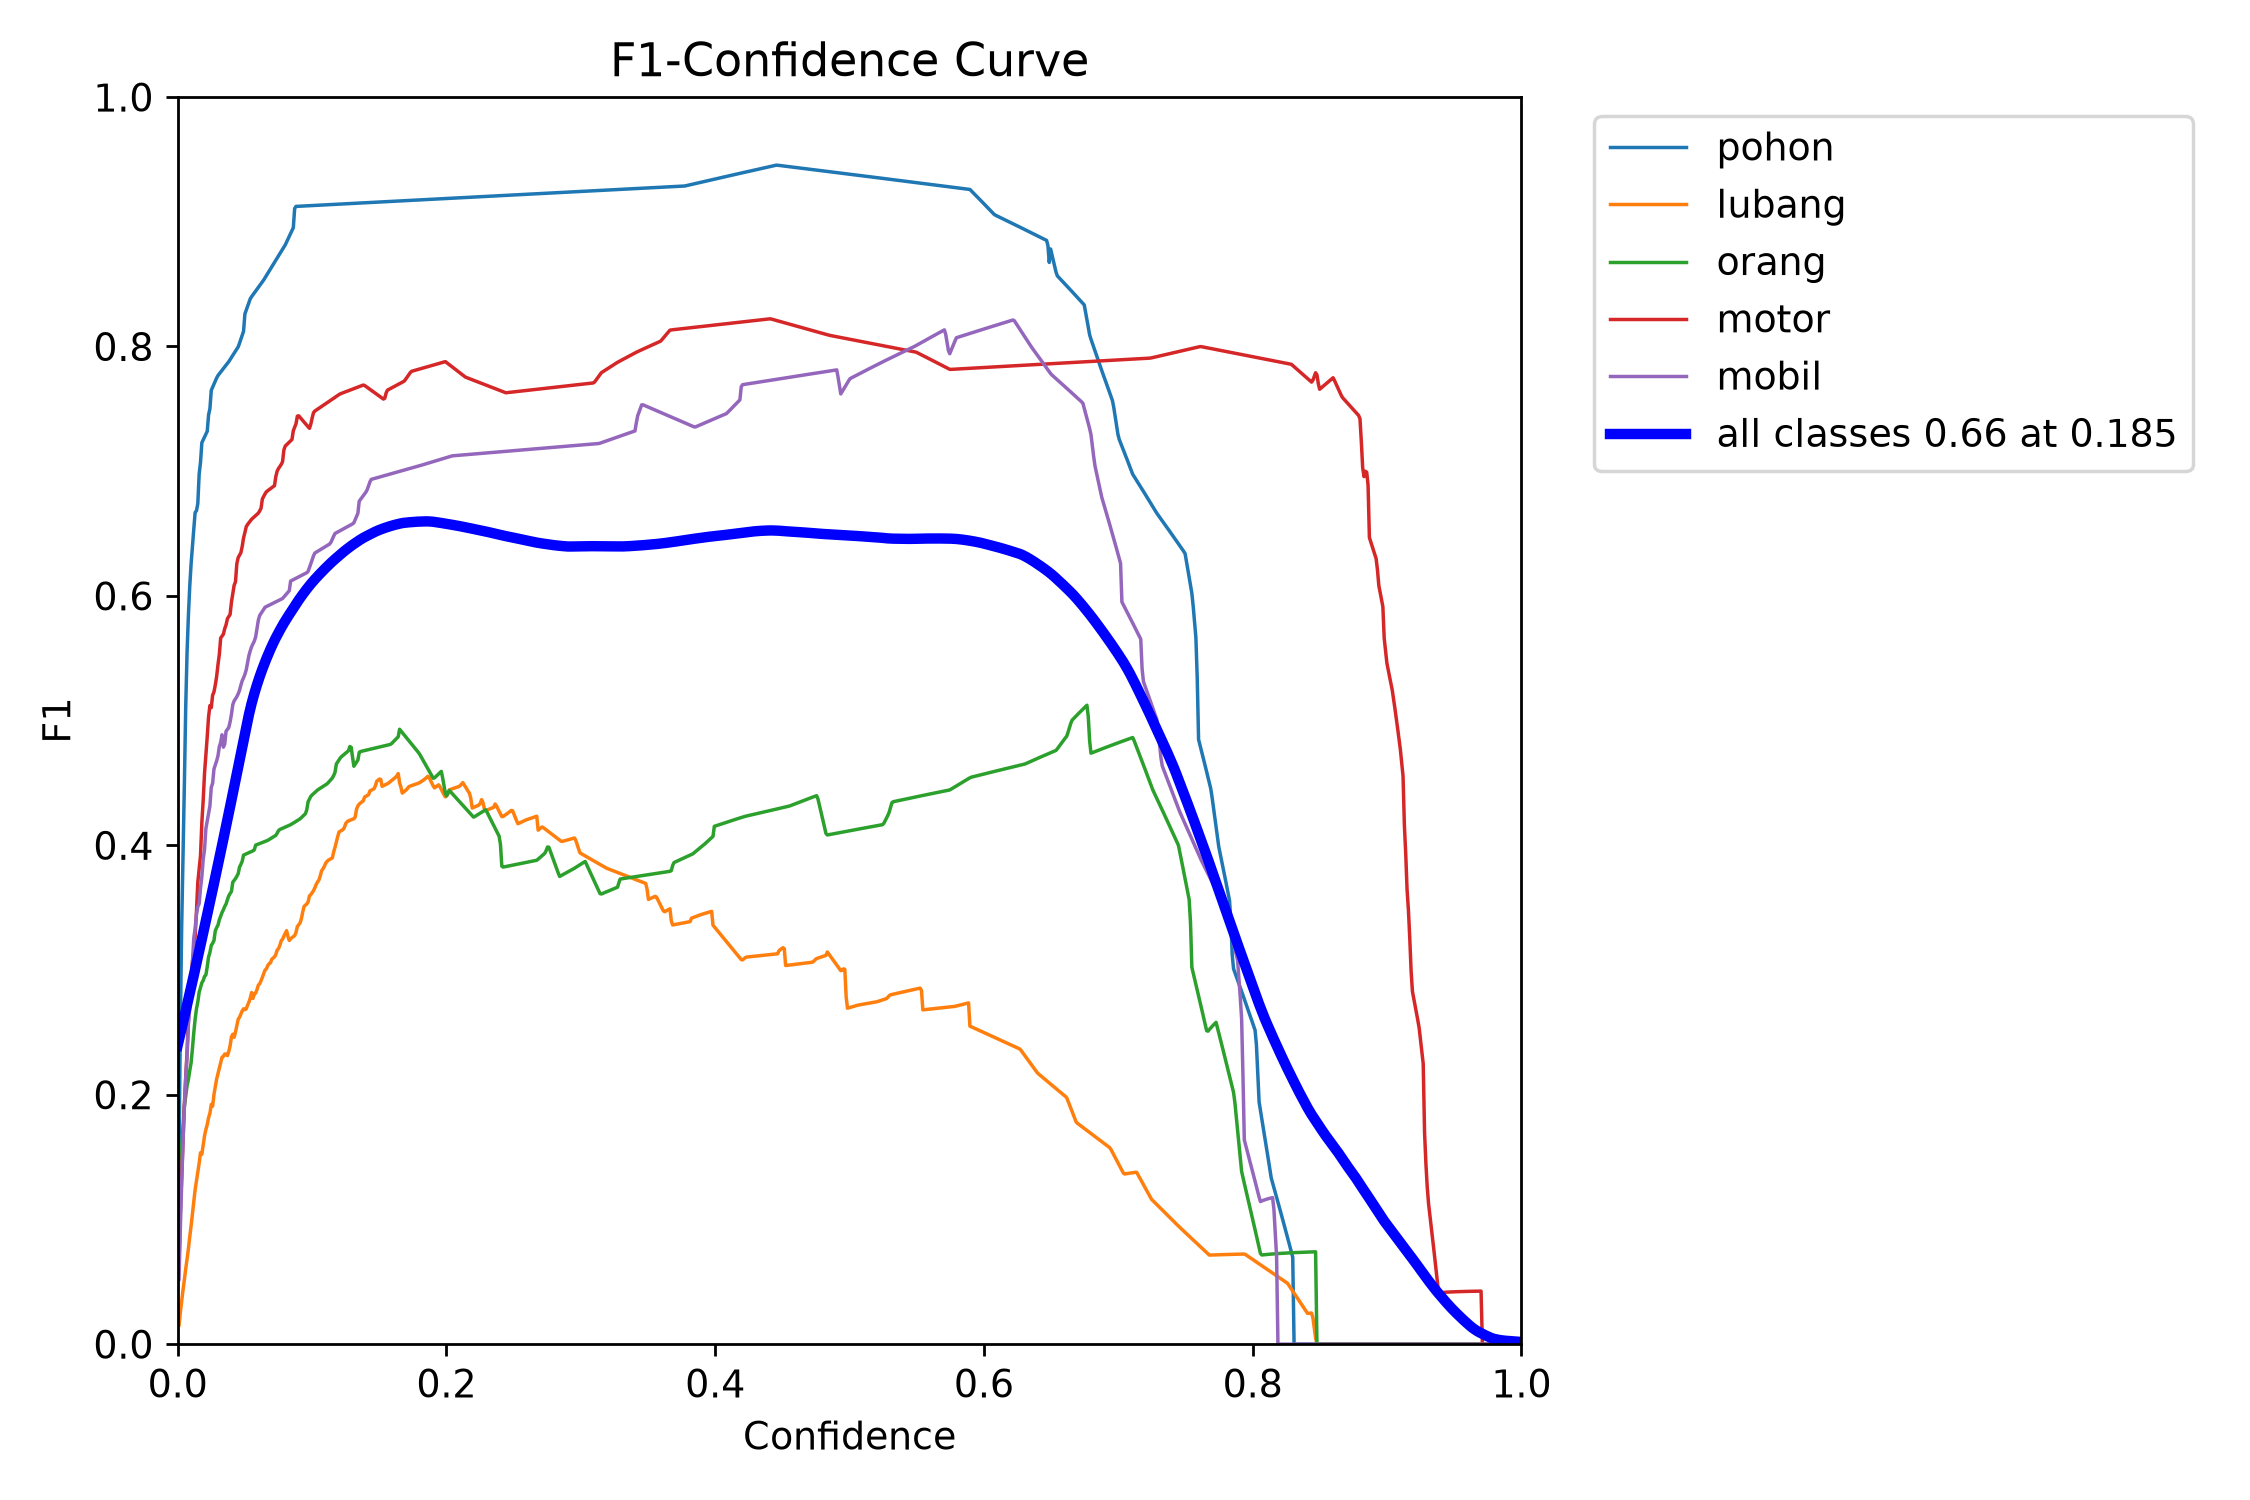 F1-Confidence Curve
1.0
0.8
0.6
0.4
0.2
0.0
F1
0.0 0.2 0.4 0.6 0.8 1.0
Confidence
pohon
lubang
orang
motor
mobil
all classes 0.66 at 0.185